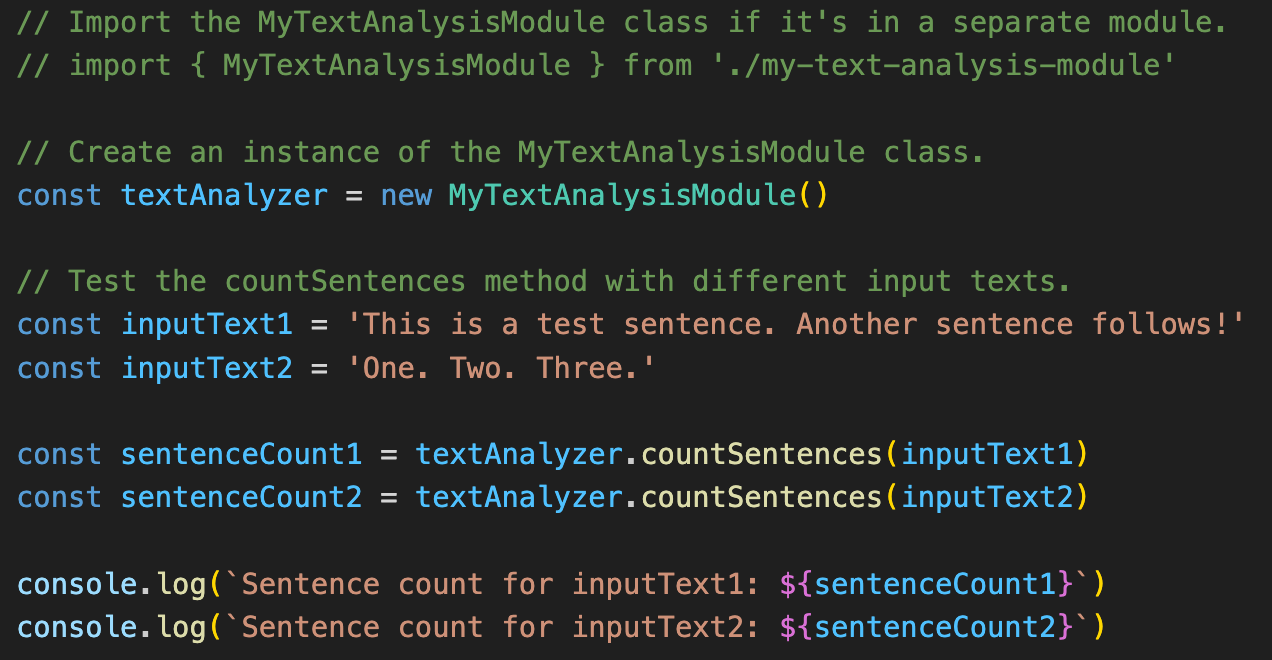 // Import the MyTextAnalysisModule class if it's in a separate module.
// import { MyTextAnalysisModule } from './my-text-analysis-module'
// Create an instance of the MyTextAnalysisModule class.
const textAnalyzer = new MyTextAnalysisModule()
// Test the countSentences method with different input texts.
const inputText1 = 'This is a test sentence. Another sentence follows!'
const inputText2 = 'One. Two. Three.'
const sentenceCount1 = textAnalyzer.countSentences(inputText1)
const sentenceCount2 = textAnalyzer.countSentences(inputText2)
console.log(`Sentence count for inputText1: ${sentenceCount1}`)
console.log(`Sentence count for inputText2: ${sentenceCount2}`)